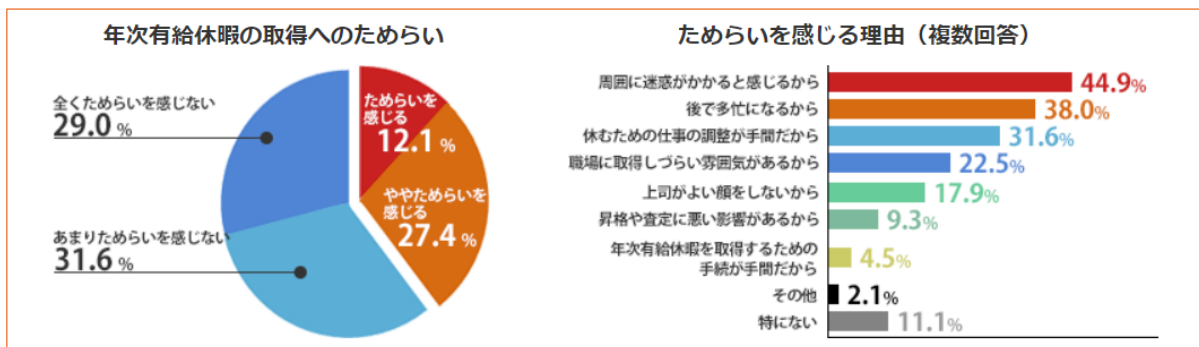 年次有給休暇の取得へのためらい
全くためらいを感じない
29.0 %
あまりためらいを感じない
31.6 %
ためらいを
感じる
12.1 %
ややためらいを
感じる
27.4 %
ためらいを感じる理由（複数回答）
周囲に迷惑がかかると感じるから 44.9%
後で多忙になるから 38.0%
休むための仕事の調整が手間だから 31.6%
職場に取得しづらい雰囲気があるから 22.5%
上司がよい顔をしないから 17.9%
昇格や査定に悪い影響があるから 9.3%
年次有給休暇を取得するための
手続が手間だから 4.5%
その他 2.1%
特にない 11.1%